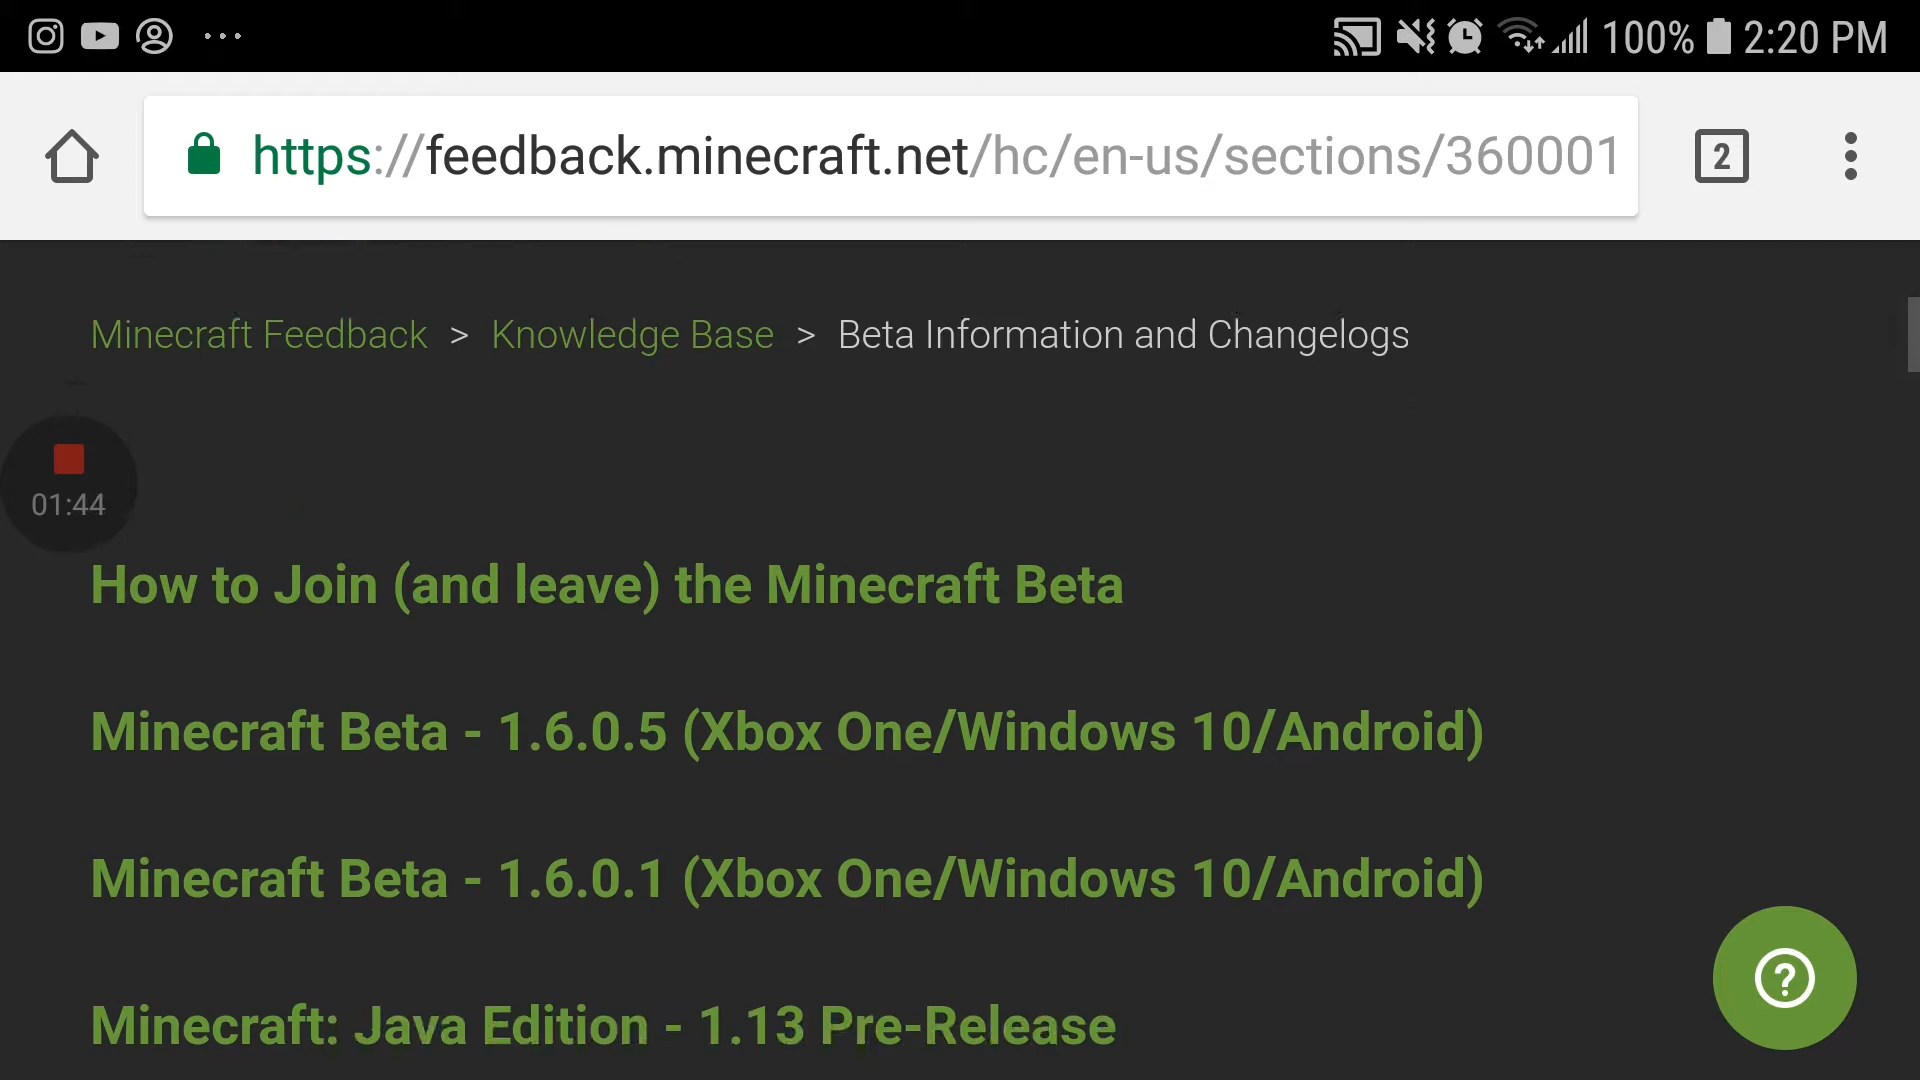 100% 2:20 PM
https://feedback.minecraft.net/hc/en-us/sections/360001
2
Minecraft Feedback > Knowledge Base > Beta Information and Changelogs
01:44
How to Join (and leave) the Minecraft Beta
Minecraft Beta - 1.6.0.5 (Xbox One/Windows 10/Android)
Minecraft Beta - 1.6.0.1 (Xbox One/Windows 10/Android)
Minecraft: Java Edition - 1.13 Pre-Release
?